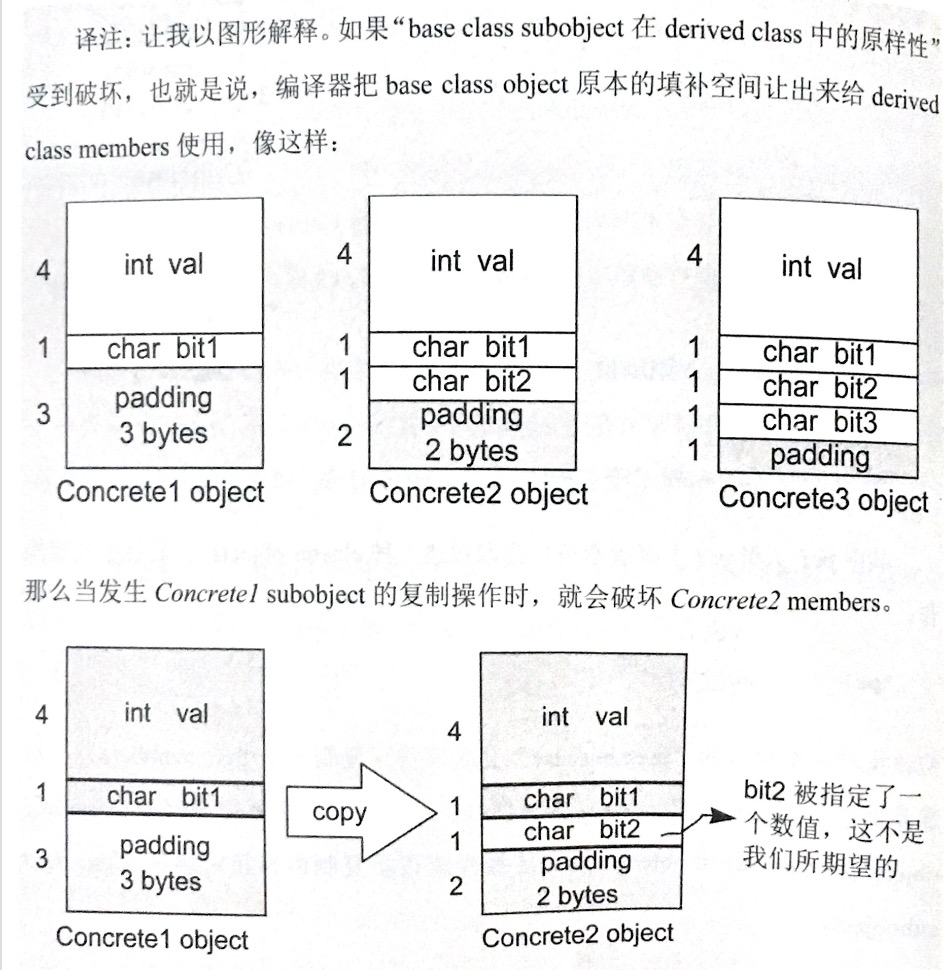 译注：让我以图形解释。如果“base class subobject 在 derived class 中的原样性”
受到破坏，也就是说，编译器把 base class object 原本的填补空间让出来给 derived
class members 使用，像这样：
4 int val
1 char bit1
3 padding
3 bytes
Concrete1 object
4 int val
1 char bit1
1 char bit2
2 padding
2 bytes
Concrete2 object
4 int val
1 char bit1
1 char bit2
1 char bit3
1 padding
Concrete3 object
那么当发生 Concrete1 subobject 的复制操作时，就会破坏 Concrete2 members。
4 int val
1 char bit1
3 padding
3 bytes
Concrete1 object
copy
4 int val
1 char bit1
1 char bit2
2 padding
2 bytes
Concrete2 object
bit2 被指定了一
个数值，这不是
我们所期望的